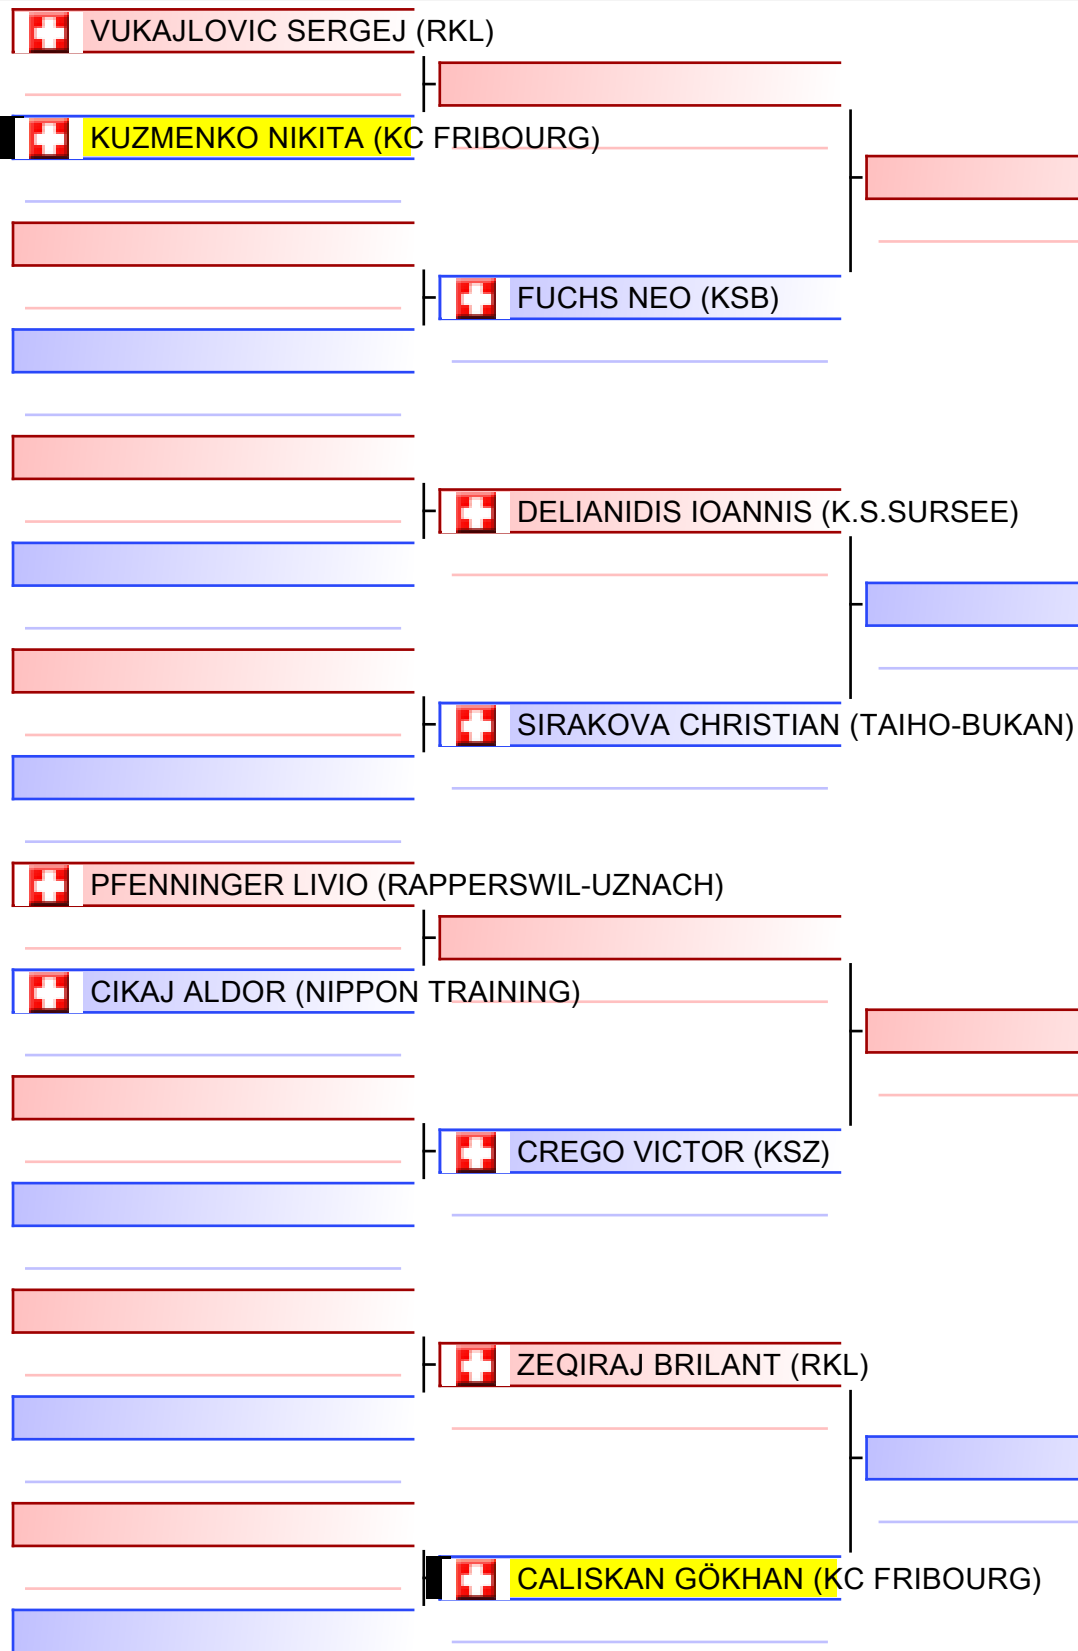 VUKAJLOVIC SERGEJ (RKL)
KUZMENKO NIKITA (KC FRIBOURG)
FUCHS NEO (KSB)
DELIANIDIS IOANNIS (K.S.SURSEE)
SIRAKOVA CHRISTIAN (TAIHO-BUKAN)
PFENNINGER LIVIO (RAPPERSWIL-UZNACH)
CIKAJ ALDOR (NIPPON TRAINING)
CREGO VICTOR (KSZ)
ZEQIRAJ BRILANT (RKL)
CALISKAN GÖKHAN (KC FRIBOURG)